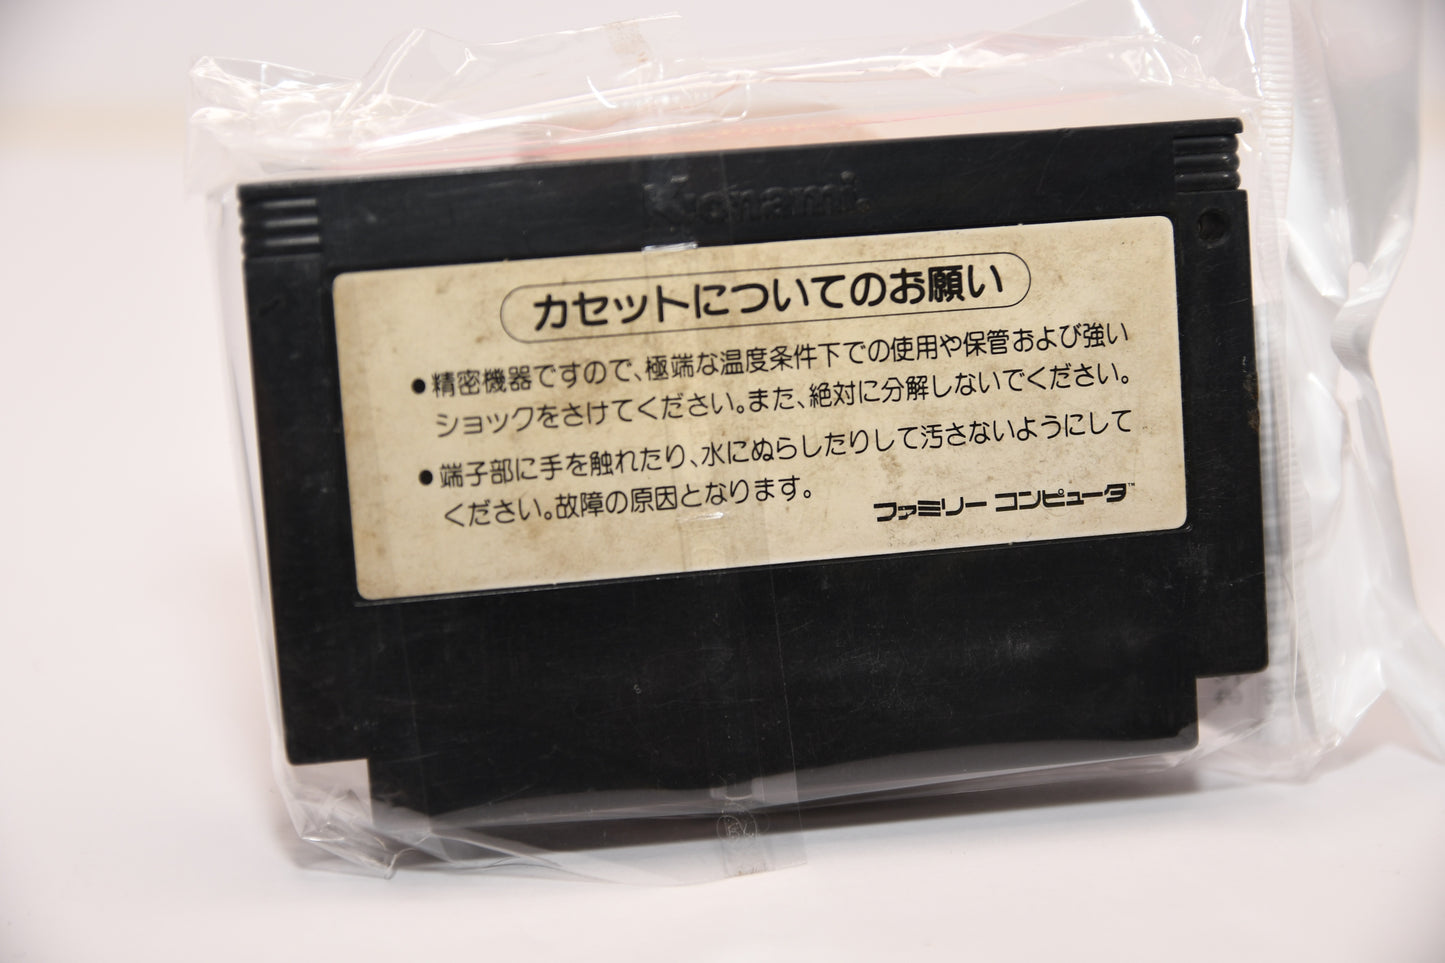 Konami
カセットについてのお願い
●精密機器ですので、極端な温度条件下での使用や保管および強い
ショックをさけてください。また、絶対に分解しないでください。
●端子部に手を触れたり、水にぬらしたりして汚さないようにして
ください。故障の原因となります。
ファミリー コンピュータ™